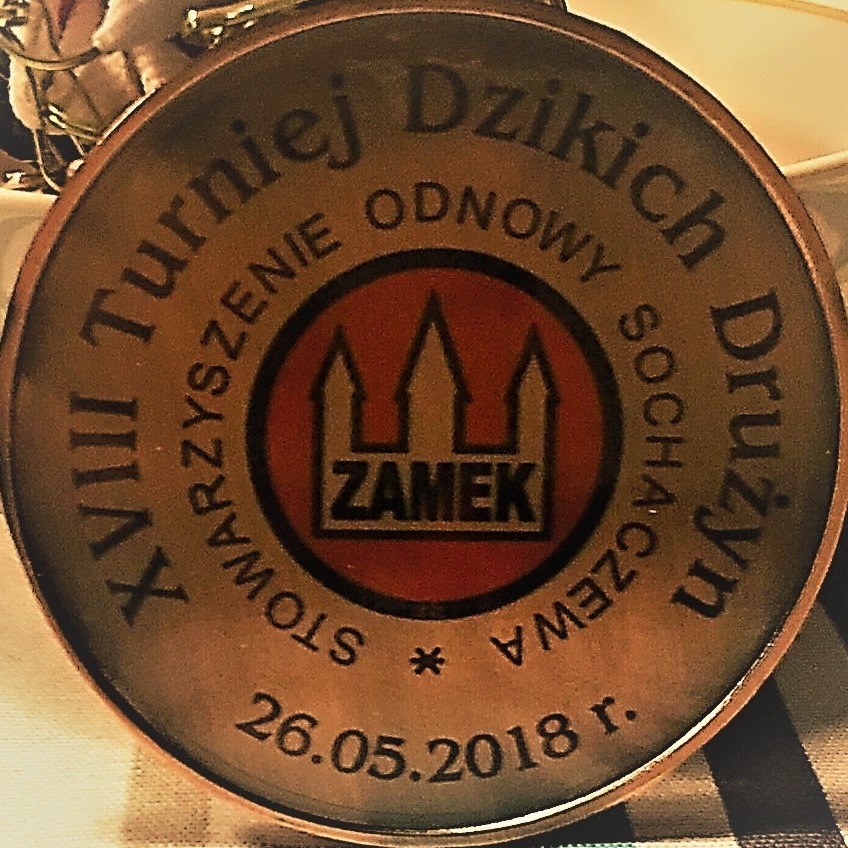 XVIII Turniej Dzikich Drużyn
STOWARZYSZENIE ODNOWY SOCHACZEWA *
ZAMEK
26.05.2018 r.